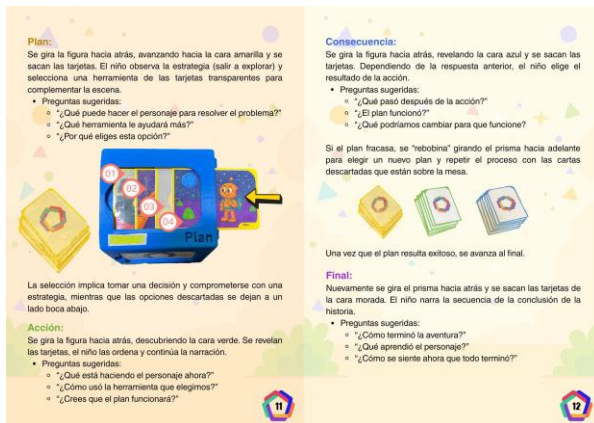 Plan:
Se gira la figura hacia atrás, avanzando hacia la cara amarilla y se
sacan las tarjetas. El niño observa la estrategia (salir a explorar) y
selecciona una herramienta de las tarjetas transparentes para
complementar la escena.
• Preguntas sugeridas:
○ "¿Qué puede hacer el personaje para resolver el problema?"
○ "¿Qué herramienta le ayudará más?"
○ "¿Por qué eliges esta opción?"
01
02
03
04
Plan
La selección implica tomar una decisión y comprometerse con una
estrategia, mientras que las opciones descartadas se dejan a un
lado boca abajo.
Acción:
Se gira la figura hacia atrás, descubriendo la cara verde. Se revelan
las tarjetas, el niño las ordena y continúa la narración.
• Preguntas sugeridas:
○ "¿Qué está haciendo el personaje ahora?"
○ "¿Cómo usó la herramienta que elegimos?"
○ "¿Crees que el plan funcionará?"
11
Consecuencia:
Se gira la figura hacia atrás, revelando la cara azul y se sacan las
tarjetas. Dependiendo de la respuesta anterior, el niño elige el
resultado de la acción.
• Preguntas sugeridas:
○ "¿Qué pasó después de la acción?"
○ "¿El plan funcionó?"
○ "¿Qué podríamos cambiar para que funcione?
Si el plan fracasa, se "rebobina" girando el prisma hacia adelante
para elegir un nuevo plan y repetir el proceso con las cartas
descartadas que están sobre la mesa.
Una vez que el plan resulta exitoso, se avanza al final.
Final:
Nuevamente se gira el prisma hacia atrás y se sacan las tarjetas de
la cara morada. El niño narra la secuencia de la conclusión de la
historia.
• Preguntas sugeridas:
○ "¿Cómo terminó la aventura?"
○ "¿Qué aprendió el personaje?"
○ "¿Cómo se siente ahora que todo terminó?"
12